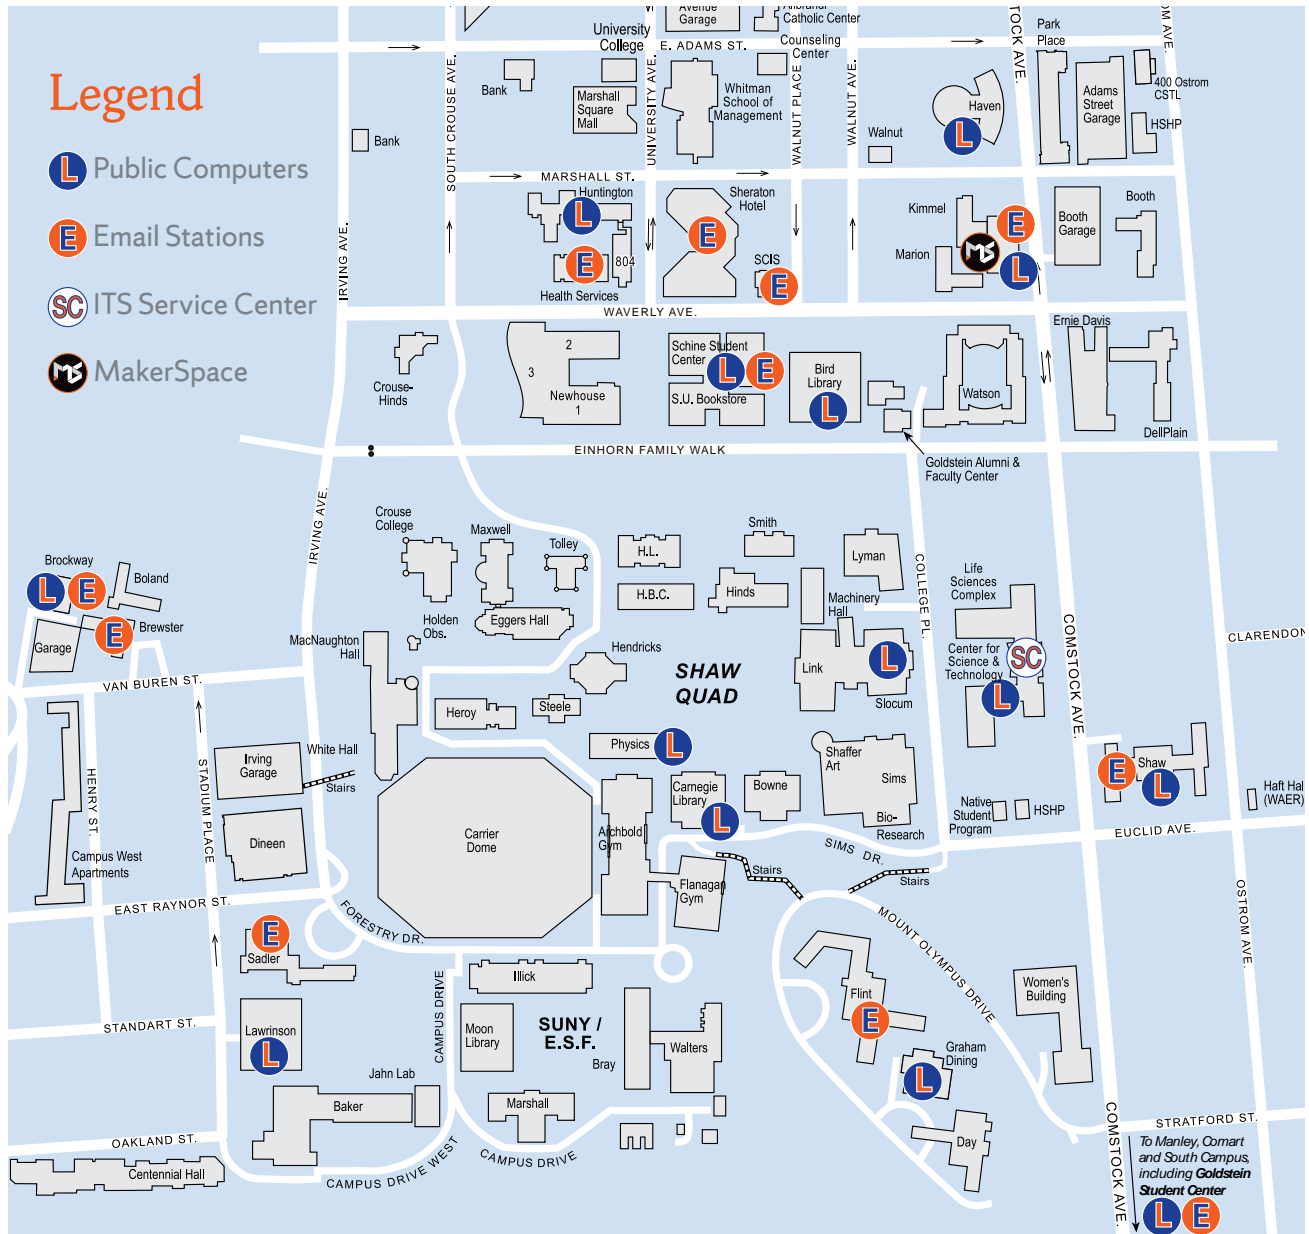 Legend
L Public Computers
E Email Stations
SC ITS Service Center
MS MakerSpace
University
College
Avenue
Garage
Catholic Center
E. ADAMS ST.
Counseling
Center
Park
Place
STOCK AVE.
OM AVE.
SOUTH CROUSE AVE.
UNIVERSITY AVE.
WALNUT PLACE
WALNUT AVE.
Bank
Bank
Marshall
Square
Mall
Whitman
School of
Management
Walnut
Haven
L
Adams
Street
Garage
400 Ostrom
CSTL
HSHP
MARSHALL ST.
Huntington
L
E
804
Health Services
Sheraton
Hotel
E
SCIS
E
Kimmel
E
MS
Marion
L
Booth
Garage
Booth
IRVING AVE.
WAVERLY AVE.
Crouse-
Hinds
2
3
Newhouse
1
Schine Student
Center
L E
S.U. Bookstore
Bird
Library
L
Watson
Ernie Davis
DellPlain
EINHORN FAMILY WALK
Goldstein Alumni &
Faculty Center
IRVING AVE.
Crouse
College
Maxwell
Tolley
H.L.
Smith
Lyman
COLLEGE PL.
Life
Sciences
Complex
Brockway
L E
Boland
E
Brewster
Garage
H.B.C.
Hinds
Machinery
Hall
Holden
Obs.
Eggers Hall
MacNaughton
Hall
Hendricks
SHAW
QUAD
Link
L
Slocum
Center for
Science &
Technology
SC
L
COMSTOCK AVE.
CLARENDON
VAN BUREN ST.
Heroy
Steele
Physics
L
White Hall
Irving
Garage
Stairs
HENRY ST.
STADIUM PLACE
Shaffer
Art
Sims
Bio-
Research
E
Shaw
L
Carnegie
Library
L
Bowne
Native
Student
Program
HSHP
Haft Hal
(WAER)
EUCLID AVE.
Carrier
Dome
Archbold
Gym
Dineen
Campus West
Apartments
SIMS DR.
Stairs
Stairs
Flanagan
Gym
EAST RAYNOR ST.
FORESTRY DR.
MOUNT OLYMPUS DRIVE
OSTROM AVE.
E
Sadler
Illick
CAMPUS DRIVE
Flint
E
Women's
Building
STANDART ST.
Lawrinson
L
Moon
Library
SUNY /
E.S.F.
Bray
Walters
Graham
Dining
L
Jahn Lab
Baker
Marshall
Day
OAKLAND ST.
Centennial Hall
CAMPUS DRIVE WEST
CAMPUS DRIVE
COMSTOCK AVE.
STRATFORD ST.
To Manley, Comart
and South Campus,
including Goldstein
Student Center
L E